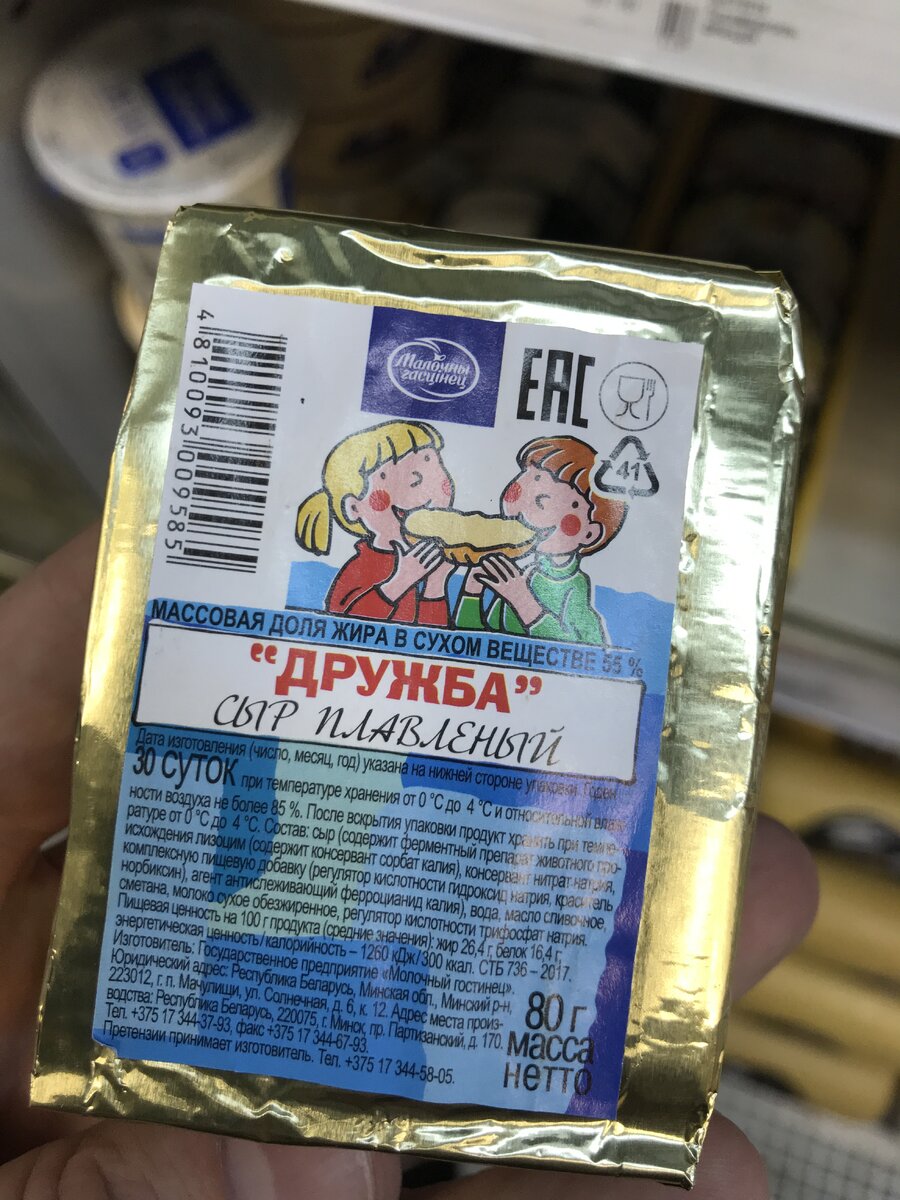 4810093009585
Малочны
гасцінец
EAC
41
МАССОВАЯ ДОЛЯ ЖИРА В СУХОМ ВЕЩЕСТВЕ 55 %
“ДРУЖБА”
СЫР ПЛАВЛЕНЫЙ
Дата изготовления (число, месяц, год) указана на нижней стороне упаковки. Годен
30 суток при температуре хранения от 0 °С до 4 °С и относительной влаж-
ности воздуха не более 85 %. После вскрытия упаковки продукт хранить при темпе-
ратуре от 0 °С до 4 °С. Состав: сыр (содержит ферментный препарат животного про-
исхождения лизоцим (содержит консервант сорбат калия), консервант нитрат натрия,
комплексную пищевую добавку (регулятор кислотности гидроксид натрия, краситель
норбиксин), агент антислеживающий ферроцианид калия), вода, масло сливочное,
сметана, молоко сухое обезжиренное, регулятор кислотности трифосфат натрия.
Пищевая ценность на 100 г продукта (средние значения): жир 26,4 г, белок 16,4 г,
энергетическая ценность/калорийность – 1260 кДж/300 ккал. СТБ 736 – 2017.
Изготовитель: Государственное предприятие «Молочный гостинец».
Юридический адрес: Республика Беларусь, Минская обл., Минский р-н,
223012, г. п. Мачулищи, ул. Солнечная, д. 6, к. 12. Адрес места произ-
водства: Республика Беларусь, 220075, г. Минск, пр. Партизанский, д. 170.
Тел. +375 17 344-37-93, факс +375 17 344-67-93.
Претензии принимает изготовитель. Тел. +375 17 344-58-05.
80 г
масса
нетто